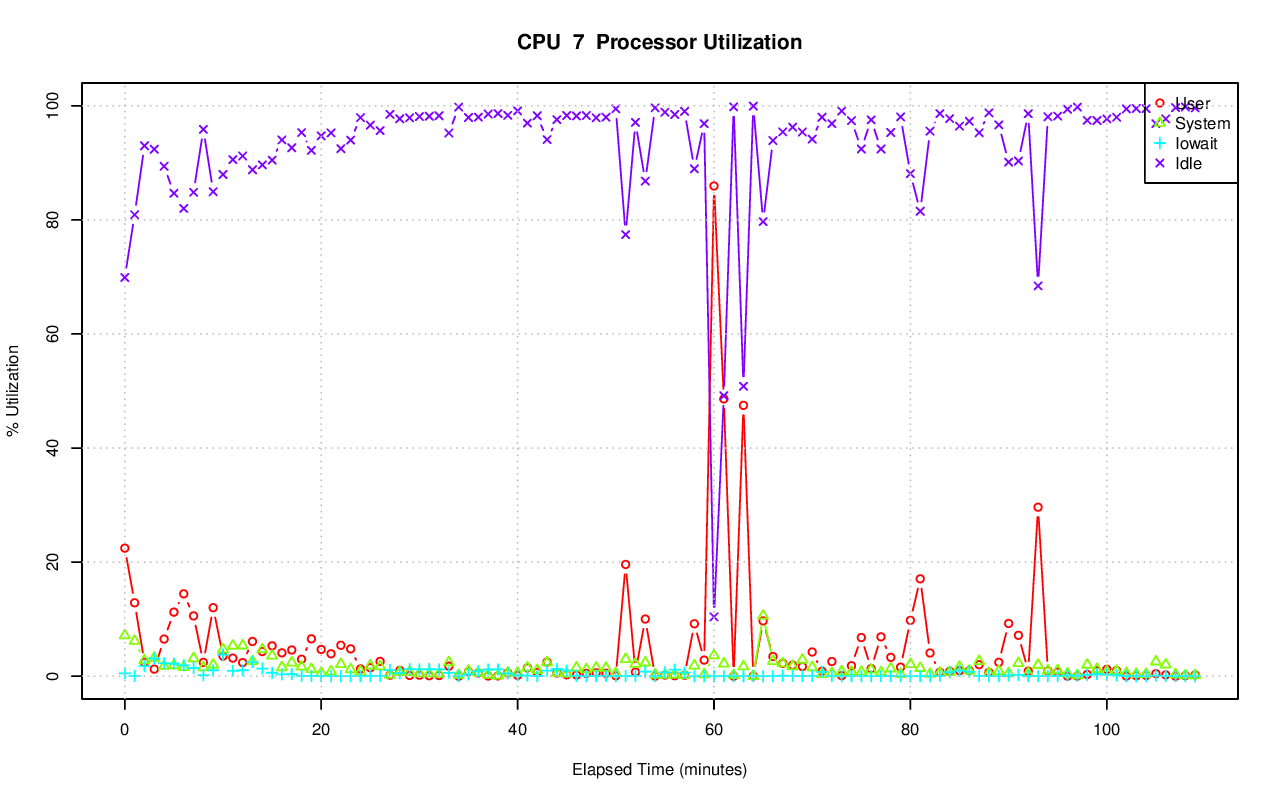 CPU  7  Processor Utilization
% Utilization
100
80
60
40
20
0
User
System
Iowait
Idle
0 20 40 60 80 100
Elapsed Time (minutes)